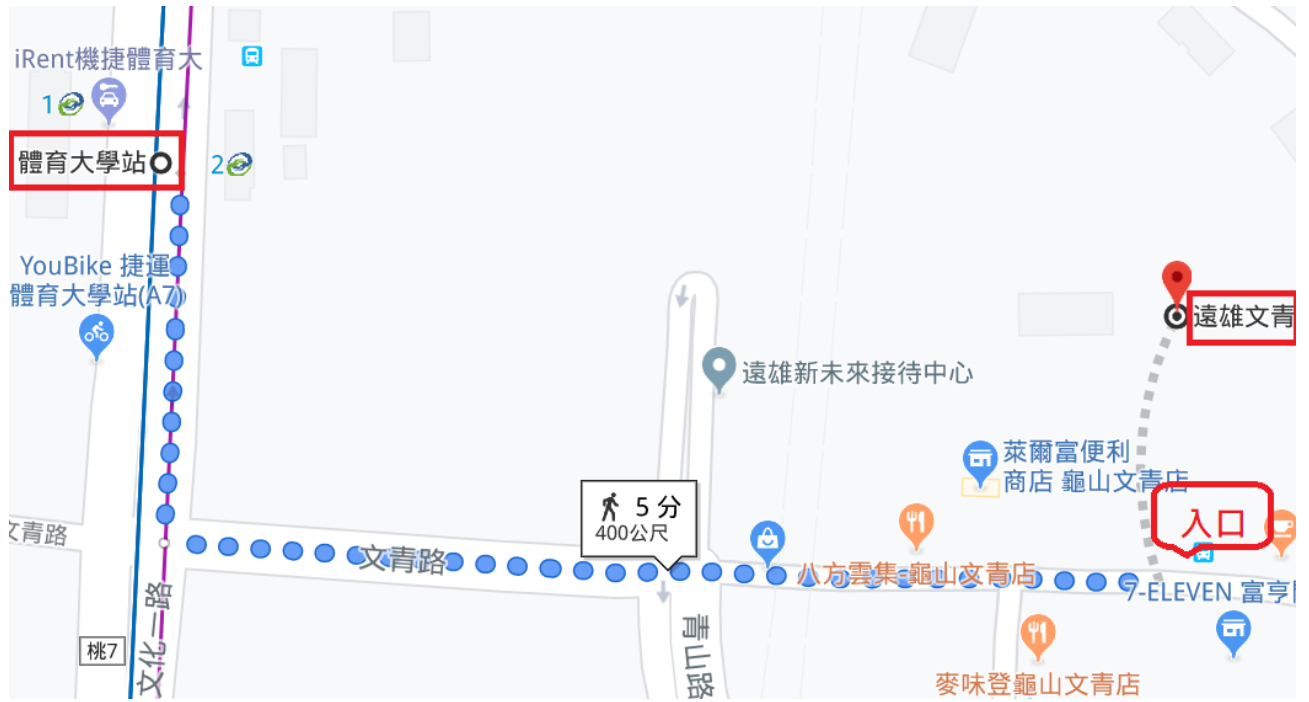 iRent機捷體育大
1
體育大學站
2
YouBike 捷運
體育大學站(A7)
遠雄文青
遠雄新未來接待中心
萊爾富便利
商店 龜山文青店
5 分
400公尺
入口
文青路
文青路
八方雲集-龜山文青店
7-ELEVEN 富亨
文化一路
桃7
青山路
麥味登龜山文青店